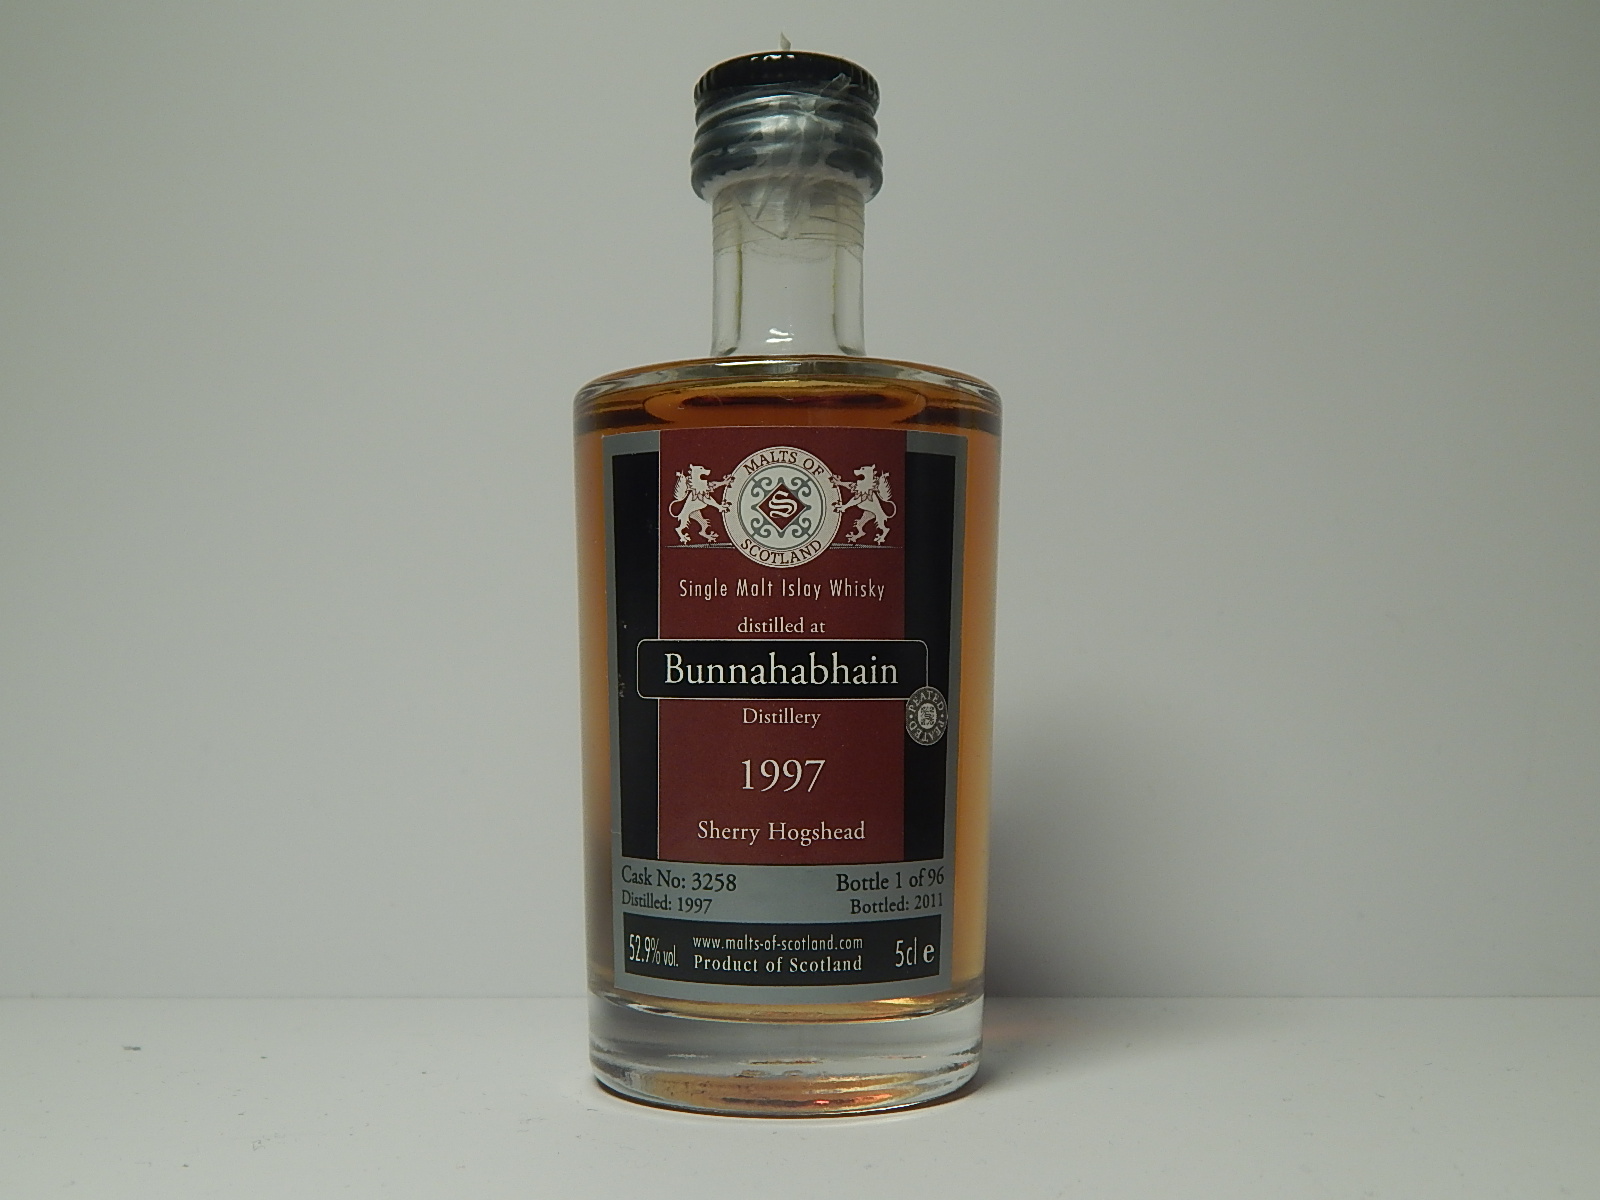 MALTS OF
S
SCOTLAND
Single Malt Islay Whisky
distilled at
Bunnahabhain
PEATED • PEATED •
Distillery
1997
Sherry Hogshead
Cask No: 3258 Bottle 1 of 96
Distilled: 1997 Bottled: 2011
52.9% vol. www.malts-of-scotland.com 5cl e
Product of Scotland